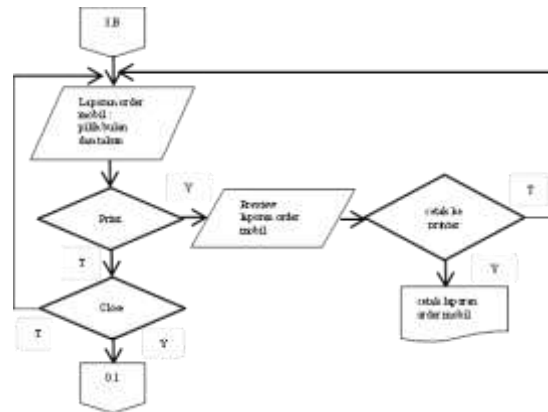 1.B
Laporan order
mobil :
pilih bulan
dan tahun
Print
Y
Preview
laporan order
mobil
cetak ke
printer
T
T
Y
Close
cetak laporan
order mobil
T
Y
0.1